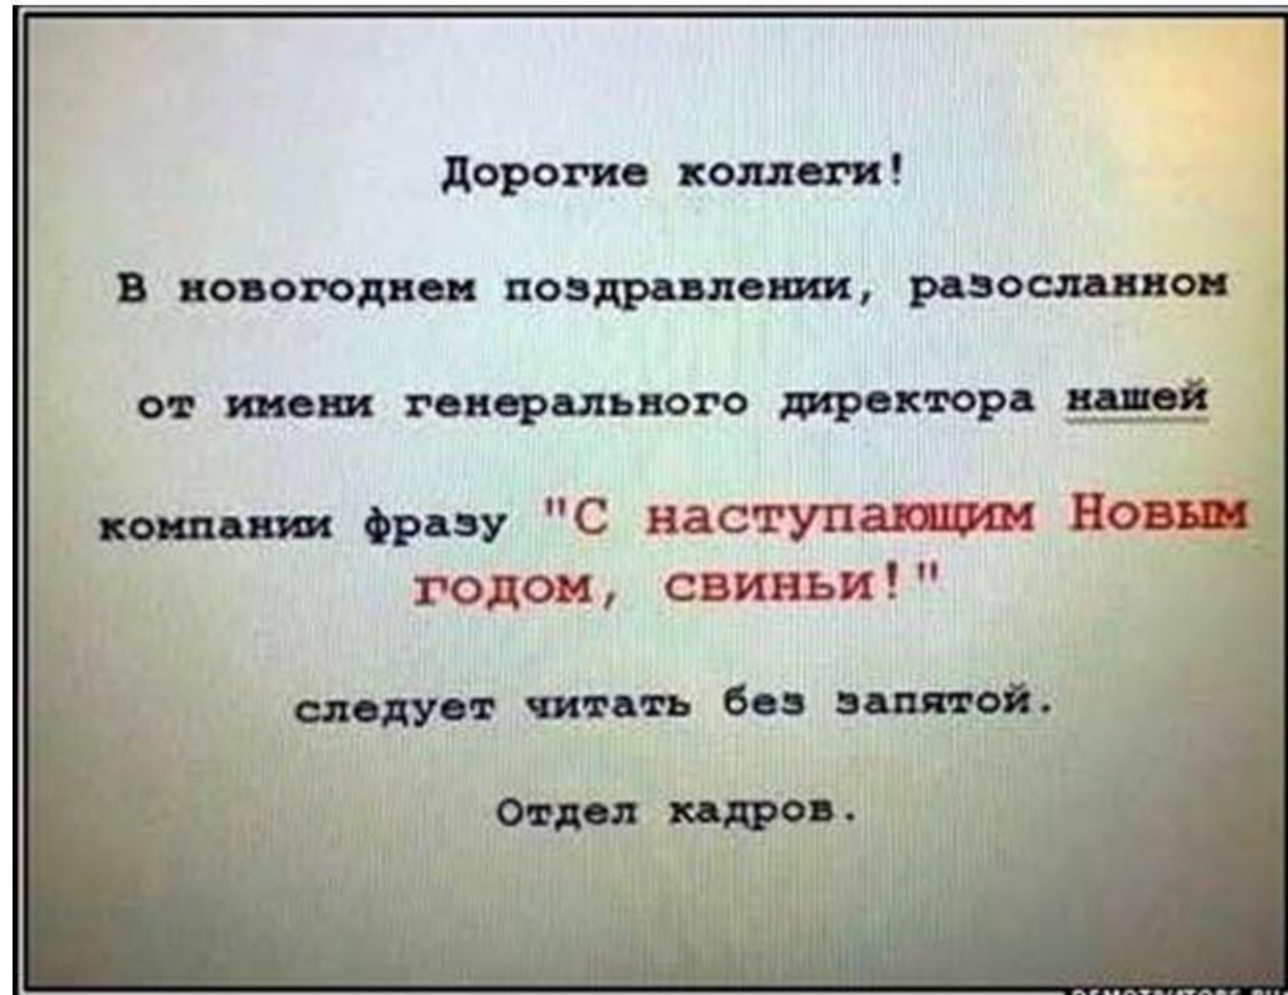 Дорогие коллеги!
В новогоднем поздравлении, разосланном
от имени генерального директора нашей
компании фразу "С наступающим Новым
годом, свиньи!"
следует читать без запятой.
Отдел кадров.